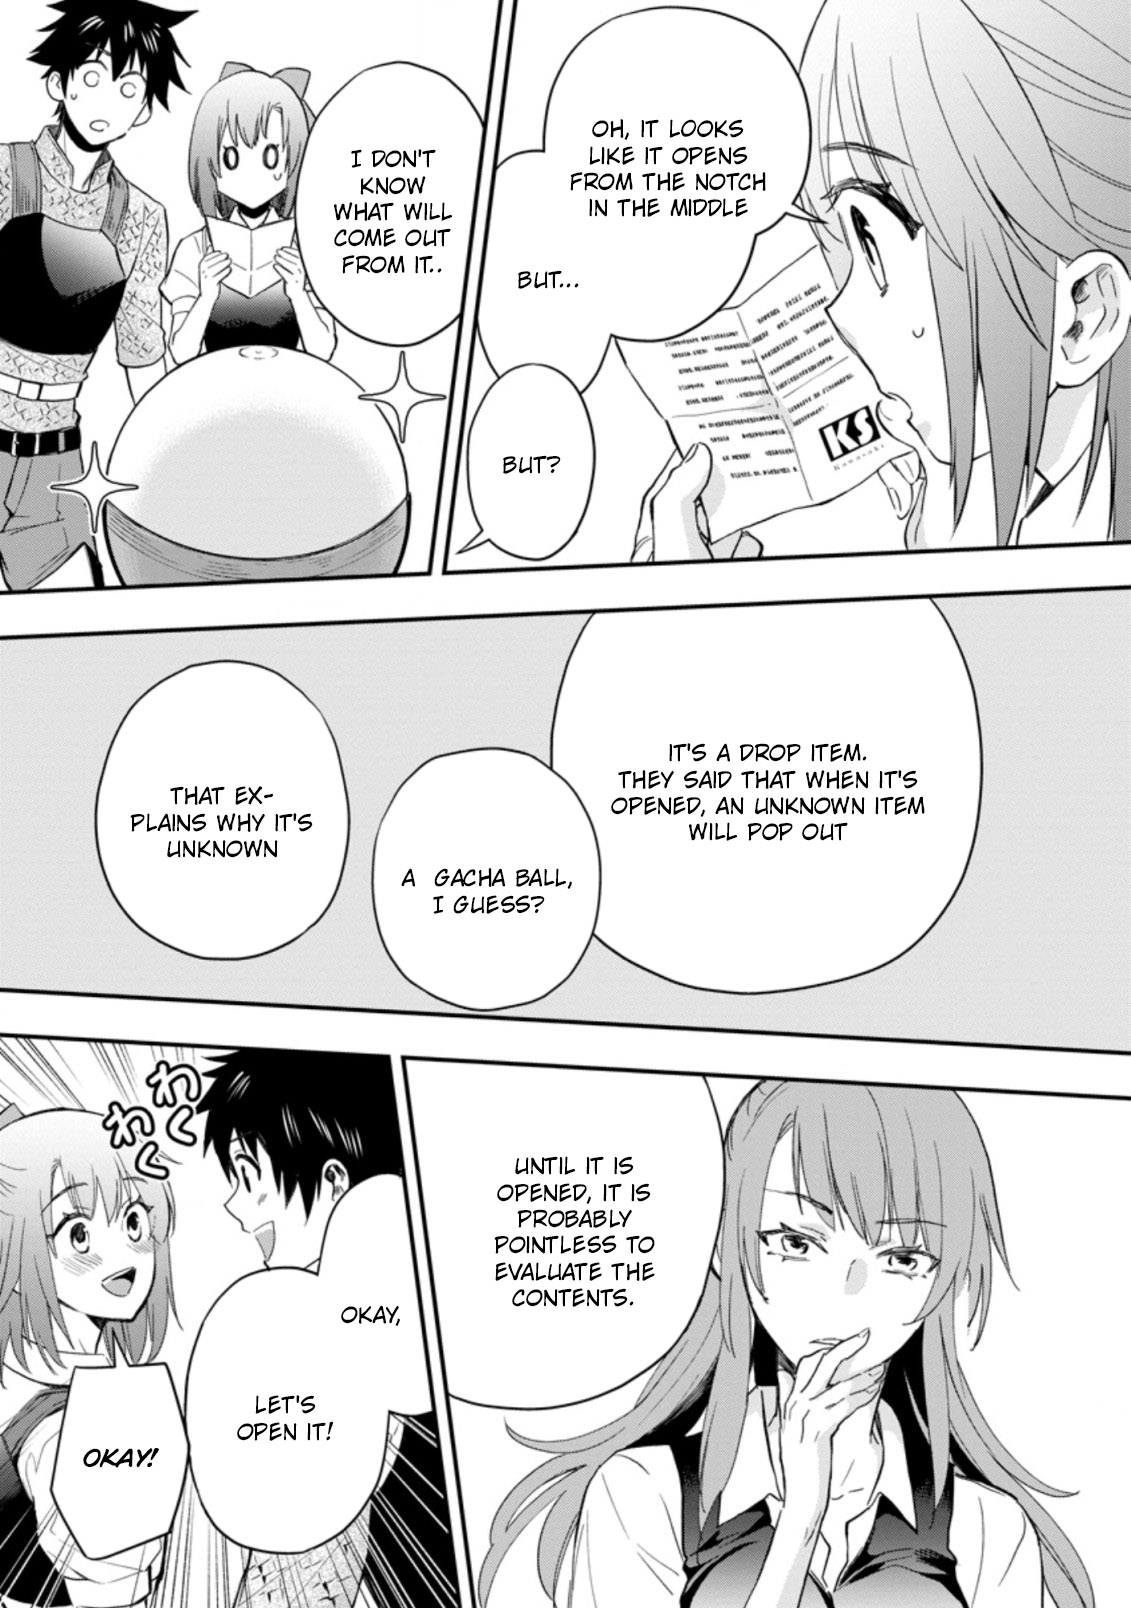 OH, IT LOOKS
LIKE IT OPENS
FROM THE NOTCH
IN THE MIDDLE
BUT...
BUT?
KS
Kawasaki
I DON'T
KNOW
WHAT WILL
COME OUT
FROM IT..
IT'S A DROP ITEM.
THEY SAID THAT WHEN IT'S
OPENED, AN UNKNOWN ITEM
WILL POP OUT
A GACHA BALL,
I GUESS?
THAT EX-
PLAINS WHY IT'S
UNKNOWN
UNTIL IT IS
OPENED, IT IS
PROBABLY
POINTLESS TO
EVALUATE THE
CONTENTS.
わく
わく
OKAY,
LET'S
OPEN IT!
OKAY!